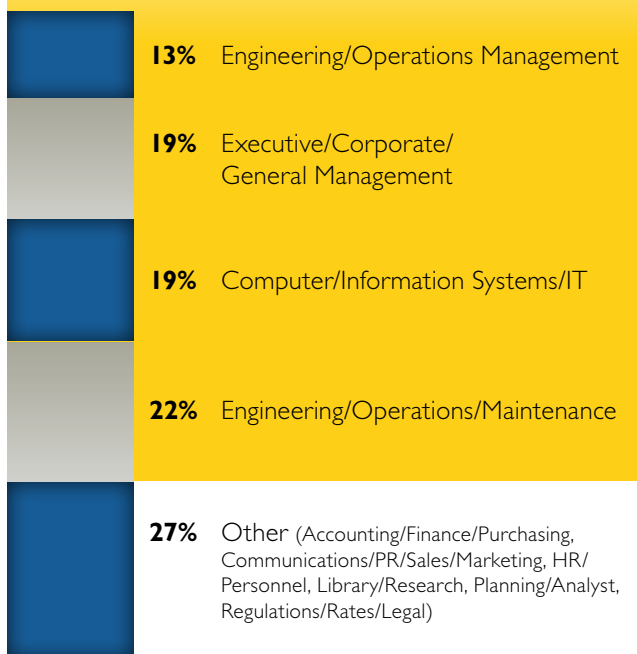 13% Engineering/Operations Management
19% Executive/Corporate/
General Management
19% Computer/Information Systems/IT
22% Engineering/Operations/Maintenance
27% Other (Accounting/Finance/Purchasing,
Communications/PR/Sales/Marketing, HR/
Personnel, Library/Research, Planning/Analyst,
Regulations/Rates/Legal)